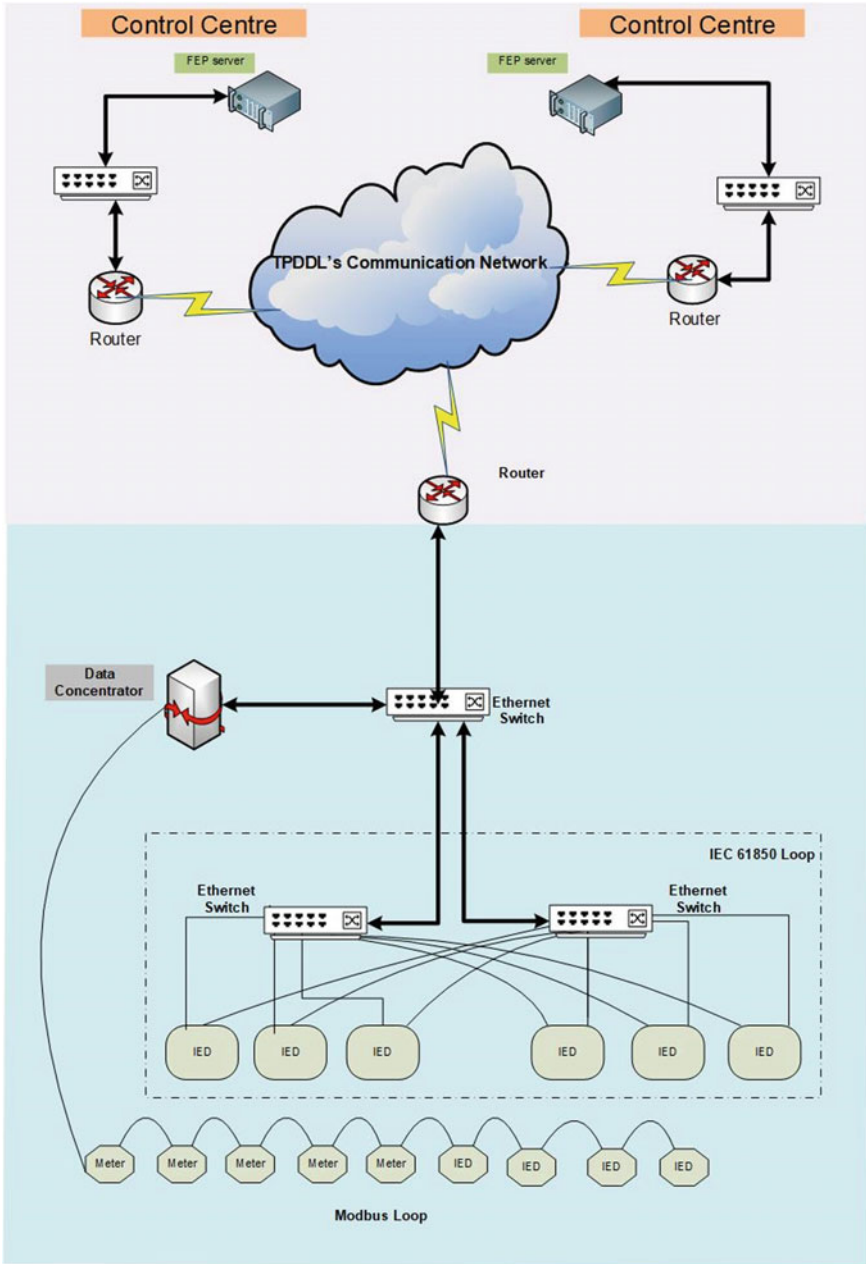 Control Centre
Control Centre
FEP server
FEP server
TPDDL's Communication Network
Router
Router
Router
Data
Concentrator
Ethernet
Switch
IEC 61850 Loop
Ethernet
Switch
Ethernet
Switch
IED
IED
IED
IED
IED
IED
Meter
Meter
Meter
Meter
Meter
IED
IED
IED
IED
Modbus Loop